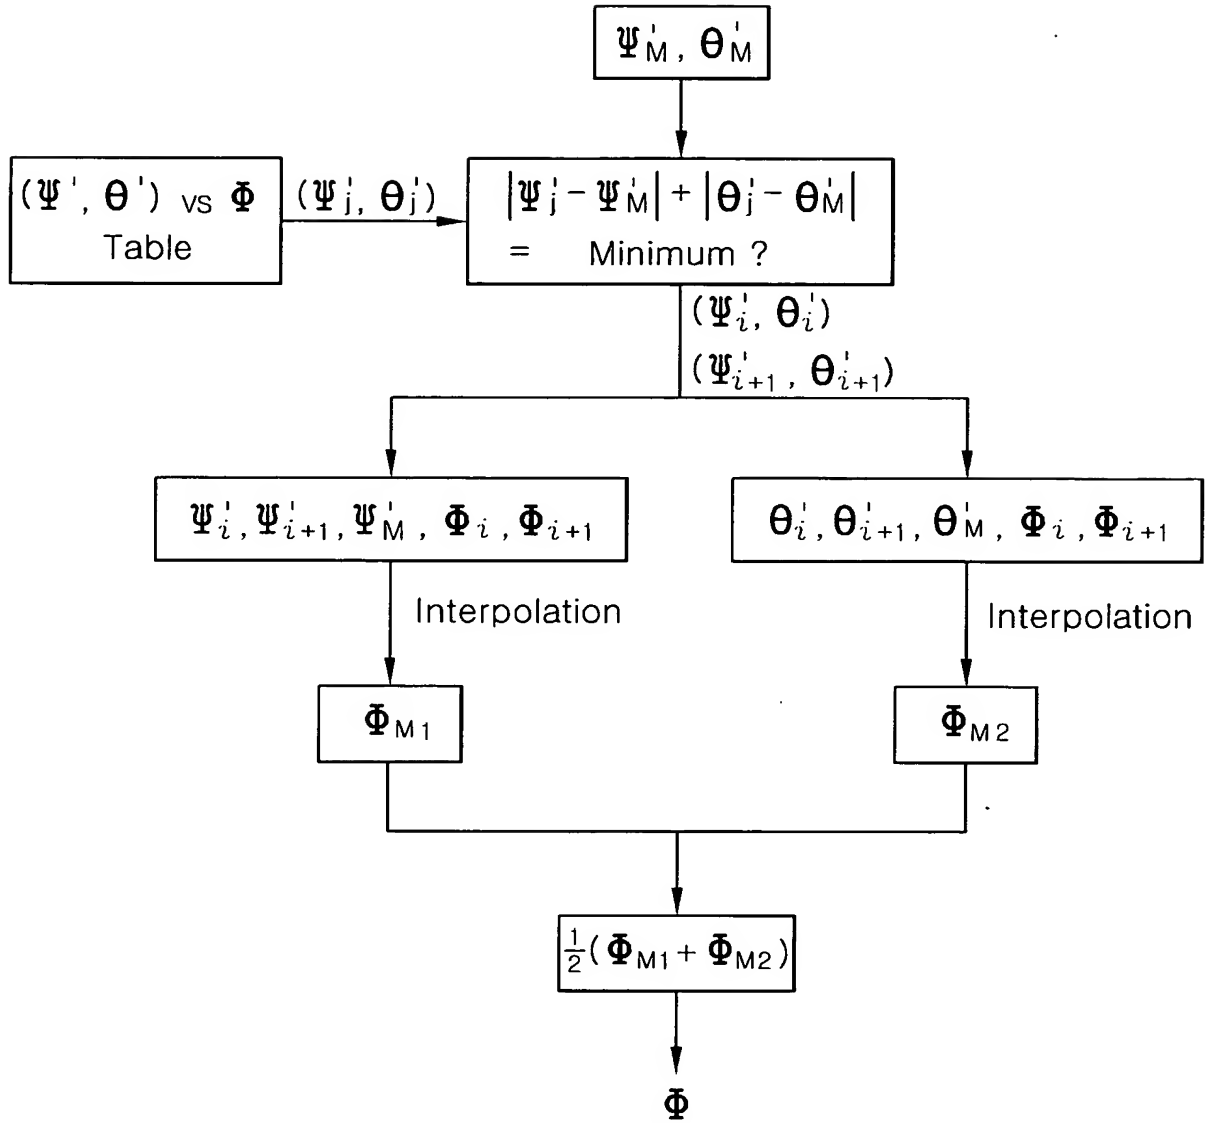 Ψ'M, Θ'M
(Ψ', Θ') vs Φ
Table
(Ψ'j, Θ'j)
|Ψ'j − Ψ'M| + |Θ'j − Θ'M|
= Minimum ?
(Ψ'i, Θ'i)
(Ψ'i+1, Θ'i+1)
Ψ'i, Ψ'i+1, Ψ'M, Φi, Φi+1
Θ'i, Θ'i+1, Θ'M, Φi, Φi+1
Interpolation
Interpolation
ΦM1
ΦM2
1/2(ΦM1 + ΦM2)
Φ